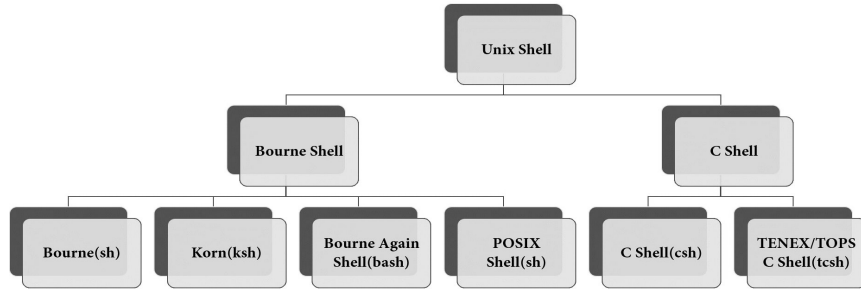 Unix Shell
Bourne Shell
C Shell
Bourne(sh)
Korn(ksh)
Bourne Again
Shell(bash)
POSIX
Shell(sh)
C Shell(csh)
TENEX/TOPS
C Shell(tcsh)